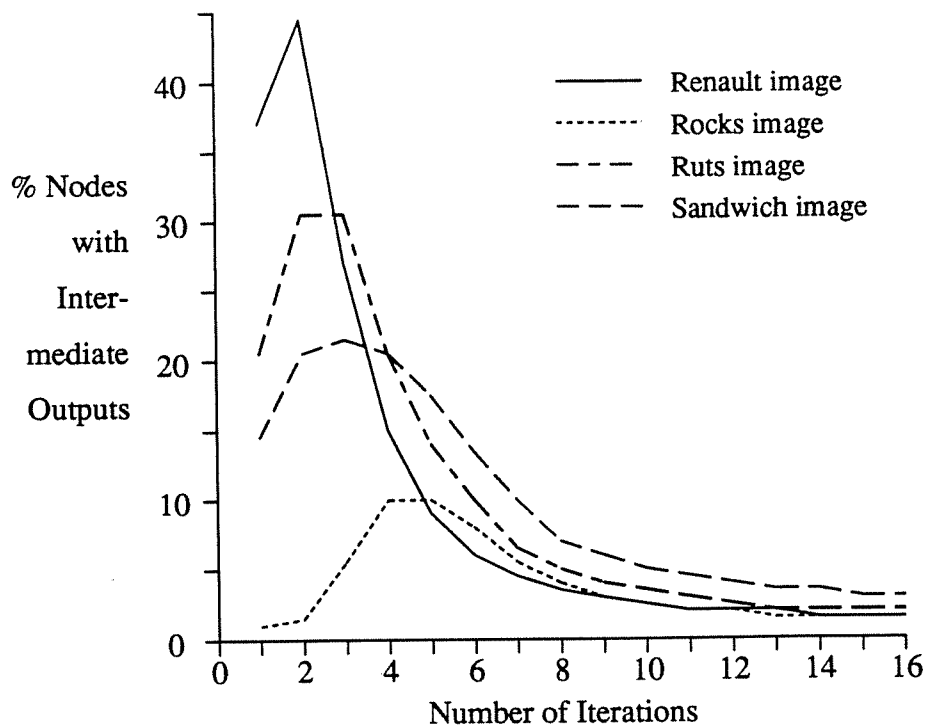 % Nodes
with
Inter-
mediate
Outputs
40
30
20
10
0
0 2 4 6 8 10 12 14 16
Number of Iterations
Renault image
Rocks image
Ruts image
Sandwich image